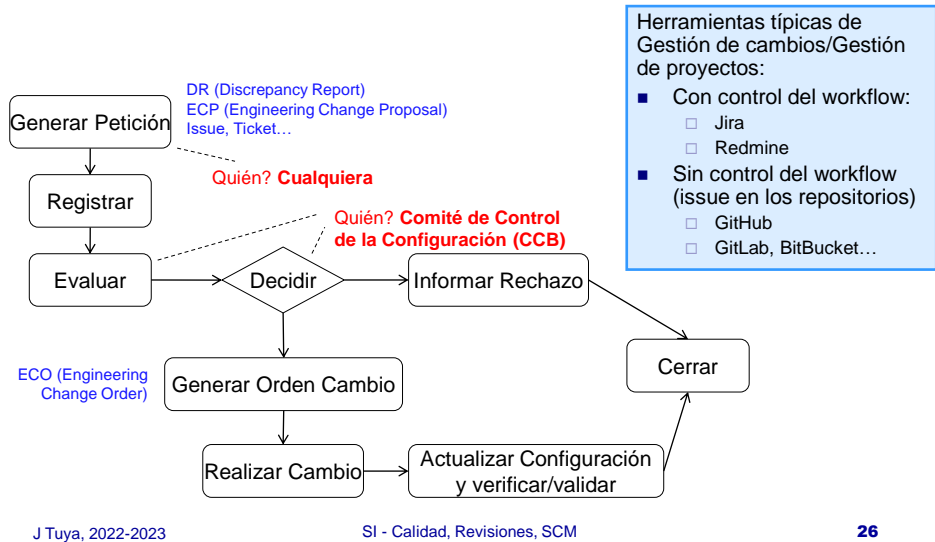 Herramientas típicas de
Gestión de cambios/Gestión
de proyectos:
Con control del workflow:
Jira
Redmine
Sin control del workflow
(issue en los repositorios)
GitHub
GitLab, BitBucket…
DR (Discrepancy Report)
ECP (Engineering Change Proposal)
Issue, Ticket…
Generar Petición
Quién? Cualquiera
Registrar
Quién? Comité de Control
de la Configuración (CCB)
Evaluar
Decidir
Informar Rechazo
Cerrar
ECO (Engineering
Change Order)
Generar Orden Cambio
Realizar Cambio
Actualizar Configuración
y verificar/validar
J Tuya, 2022-2023
SI - Calidad, Revisiones, SCM
26